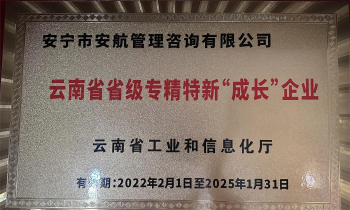 安宁市安航管理咨询有限公司
云南省省级专精特新“成长”企业
云南省工业和信息化厅
有效期:2022年2月1日至2025年1月31日